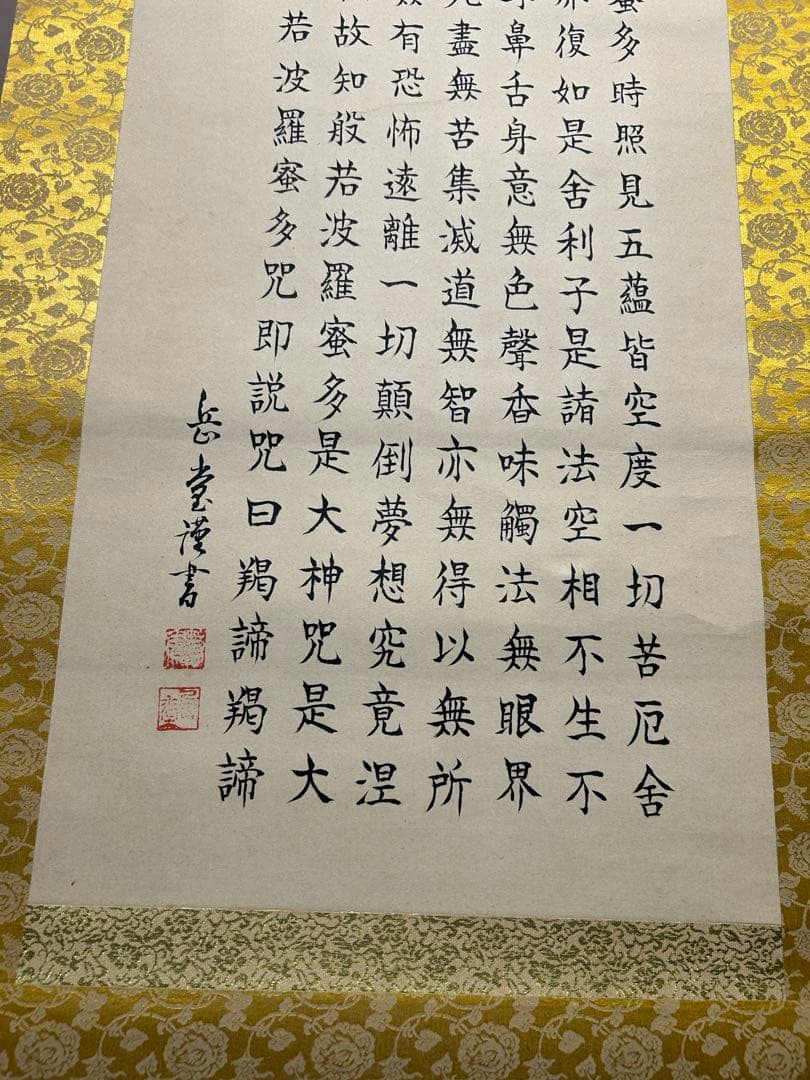 多時照見五蘊皆空度一切苦厄舍
復如是舍利子是諸法空相不生不
鼻舌身意無色聲香味觸法無眼界
盡無苦集滅道無智亦無得以無所
有恐怖遠離一切顛倒夢想究竟涅
故知般若波羅蜜多是大神咒是大
若波羅蜜多咒即説咒曰羯諦羯諦
岳堂謹書